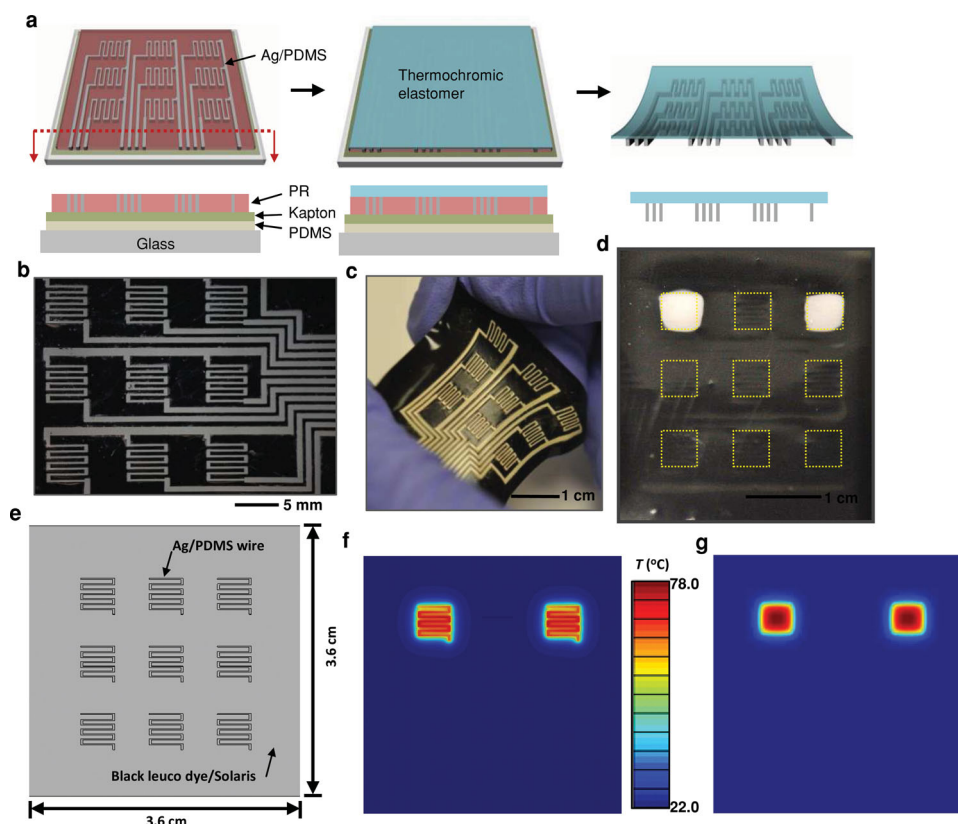 a
Ag/PDMS
Thermochromic
elastomer
PR
Kapton
PDMS
Glass
b
c
d
5 mm
1 cm
1 cm
e
f
g
Ag/PDMS wire
T (°C)
78.0
3.6 cm
Black leuco dye/Solaris
22.0
3.6 cm